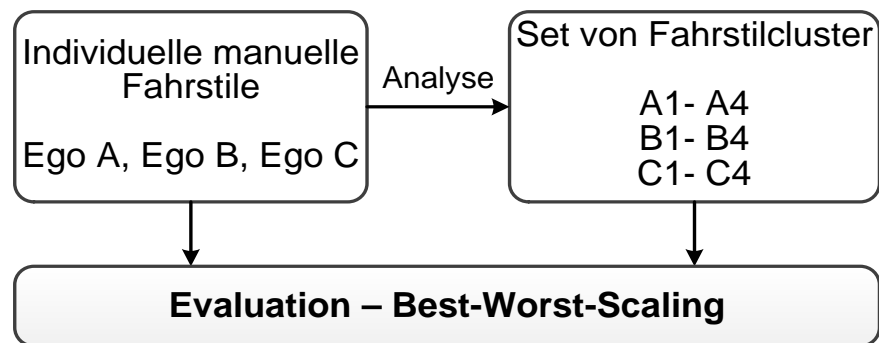 Individuelle manuelle
Fahrstile
Ego A, Ego B, Ego C
Analyse
Set von Fahrstilcluster
A1- A4
B1- B4
C1- C4
Evaluation – Best-Worst-Scaling